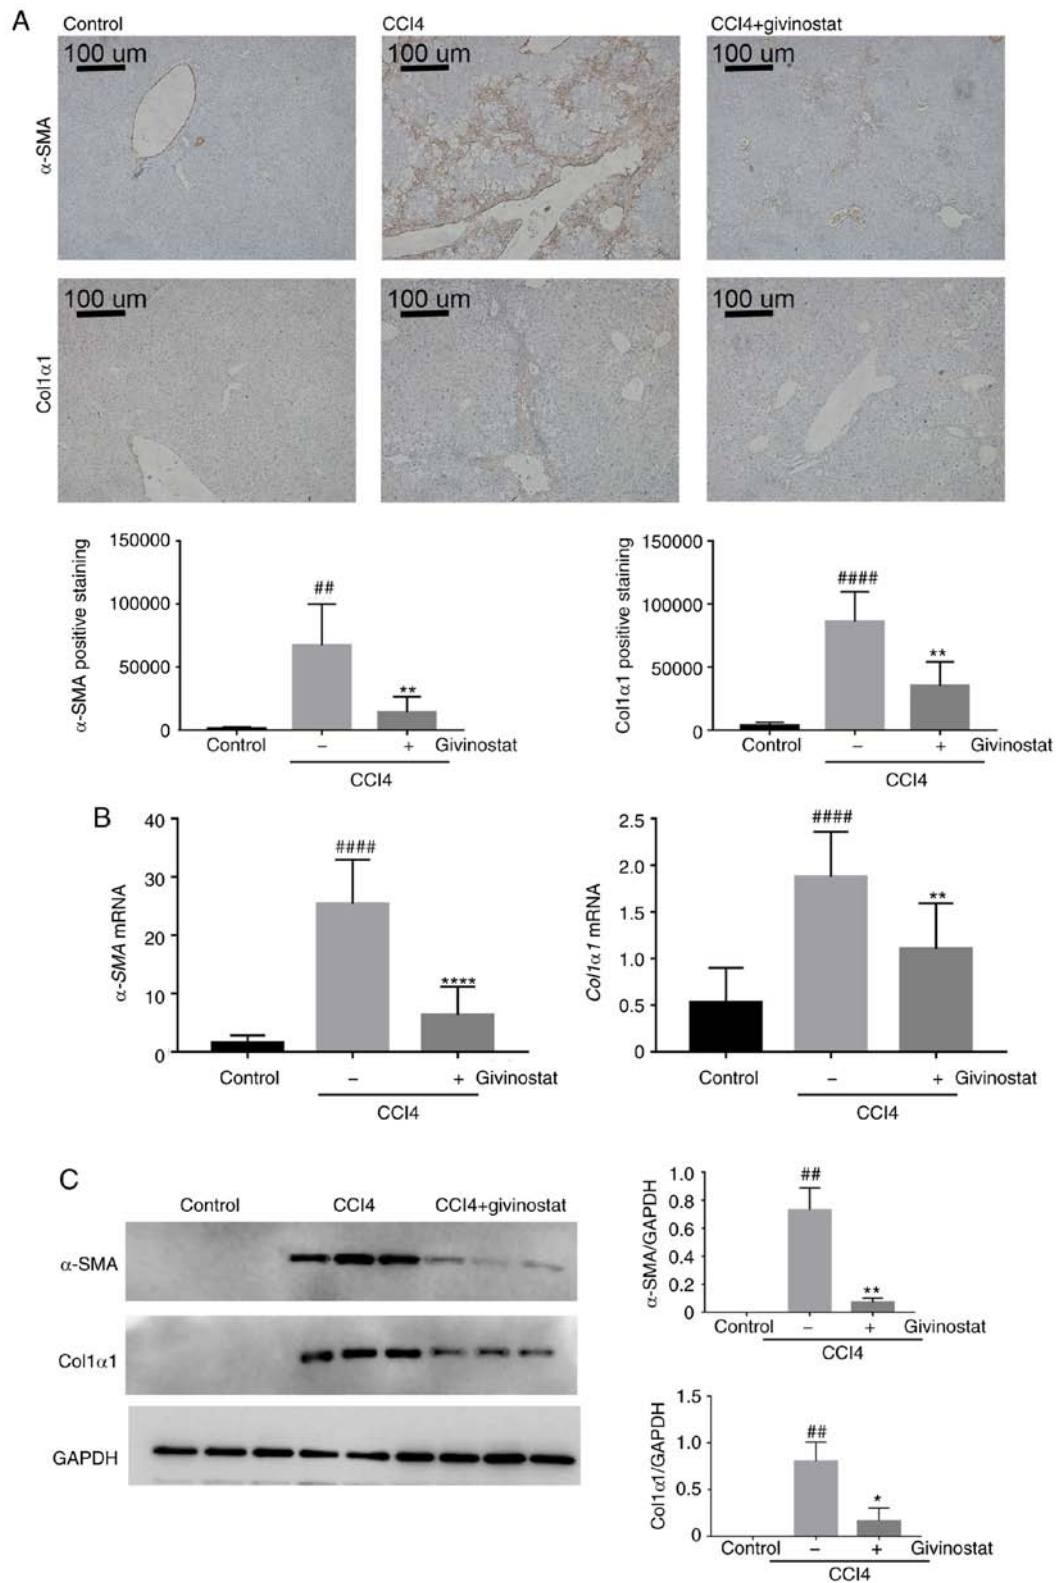 A
Control
CCl4
CCl4+givinostat
α-SMA
100 um
100 um
100 um
Col1α1
100 um
100 um
100 um
α-SMA positive staining
150000
100000
50000
0
##
**
Control
–
+
Givinostat
CCl4
Col1α1 positive staining
150000
100000
50000
0
####
**
Control
–
+
Givinostat
CCl4
B
α-SMA mRNA
40
30
20
10
0
####
****
Control
–
+
Givinostat
CCl4
Col1α1 mRNA
2.5
2.0
1.5
1.0
0.5
0
####
**
Control
–
+
Givinostat
CCl4
C
Control
CCl4
CCl4+givinostat
α-SMA
Col1α1
GAPDH
α-SMA/GAPDH
1.0
0.8
0.6
0.4
0.2
0
##
**
Control
–
+
Givinostat
CCl4
Col1α1/GAPDH
1.5
1.0
0.5
0
##
*
Control
–
+
Givinostat
CCl4